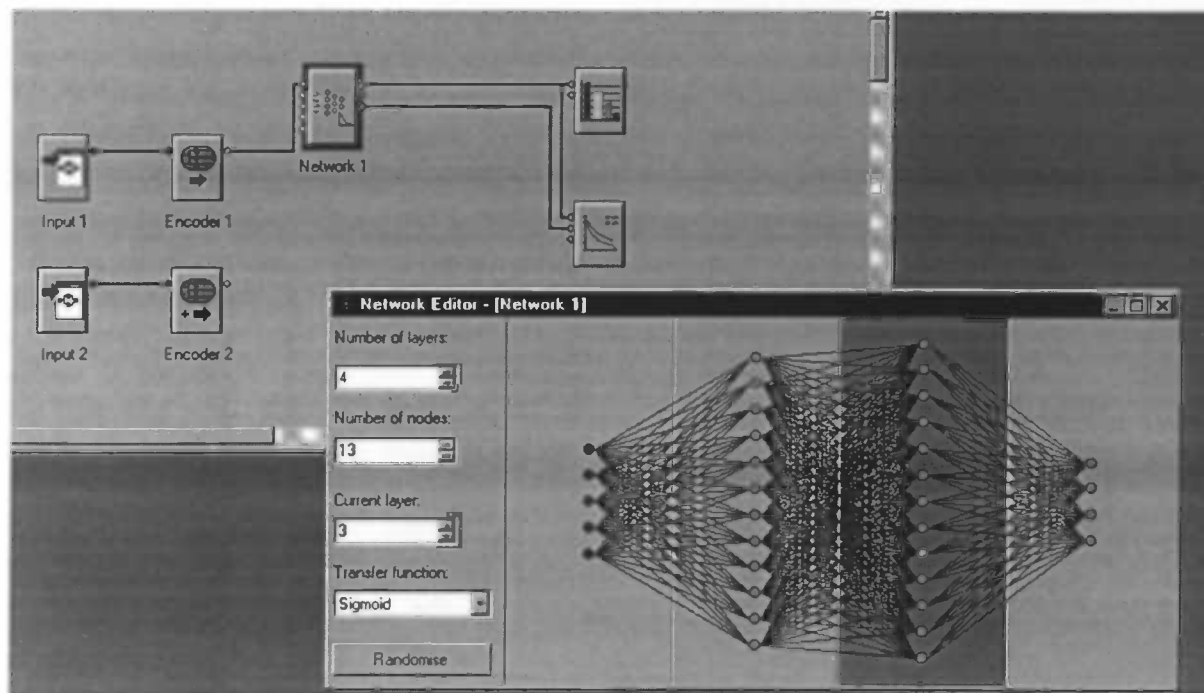 Network 1
Input 1
Encoder 1
Input 2
Encoder 2
Network Editor - [Network 1]
Number of layers:
4
Number of nodes:
13
Current layer:
3
Transfer function:
Sigmoid
Randomise